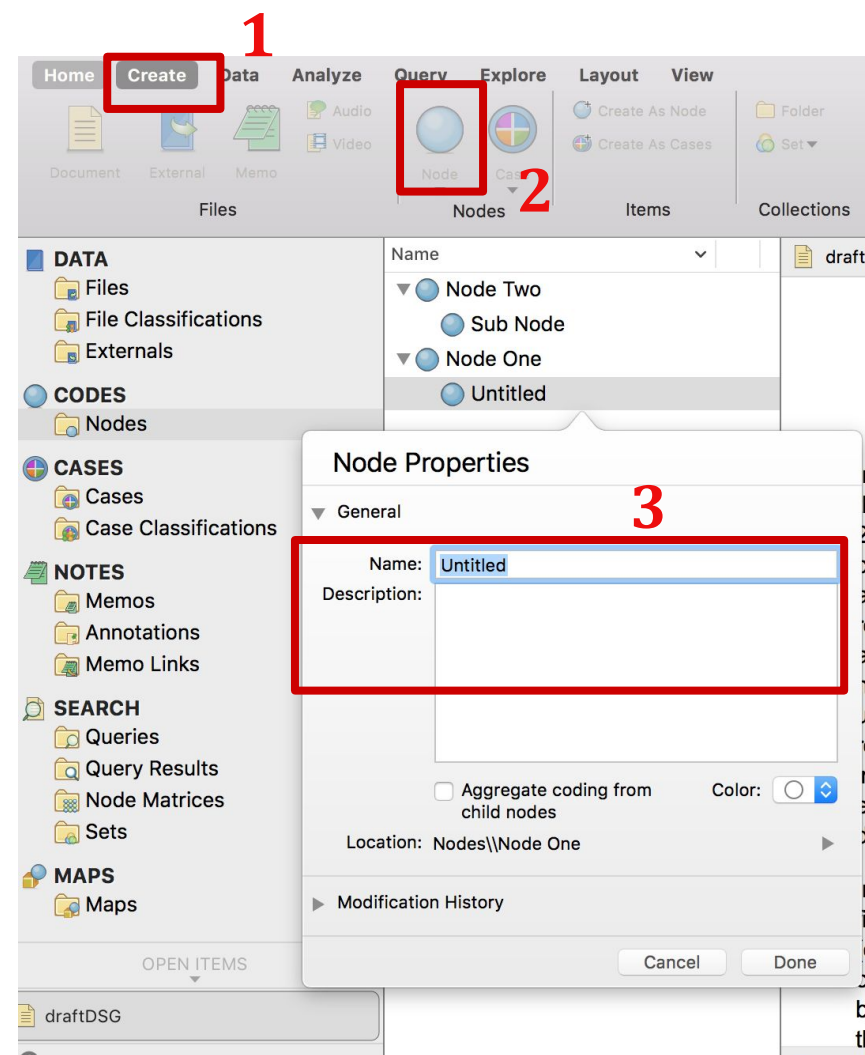 1
Home Create Data Analyze Query Explore Layout View
Audio
Video
Create As Node
Create As Cases
Folder
Set
Document External Memo
Node
2
Files Nodes Items Collections
DATA
Files
File Classifications
Externals
CODES
Nodes
CASES
Cases
Case Classifications
NOTES
Memos
Annotations
Memo Links
SEARCH
Queries
Query Results
Node Matrices
Sets
MAPS
Maps
OPEN ITEMS
draftDSG
Name
Node Two
Sub Node
Node One
Untitled
draft
Node Properties
3
General
Name: Untitled
Description:
Aggregate coding from
child nodes
Color:
Location: Nodes\\Node One
Modification History
Cancel Done